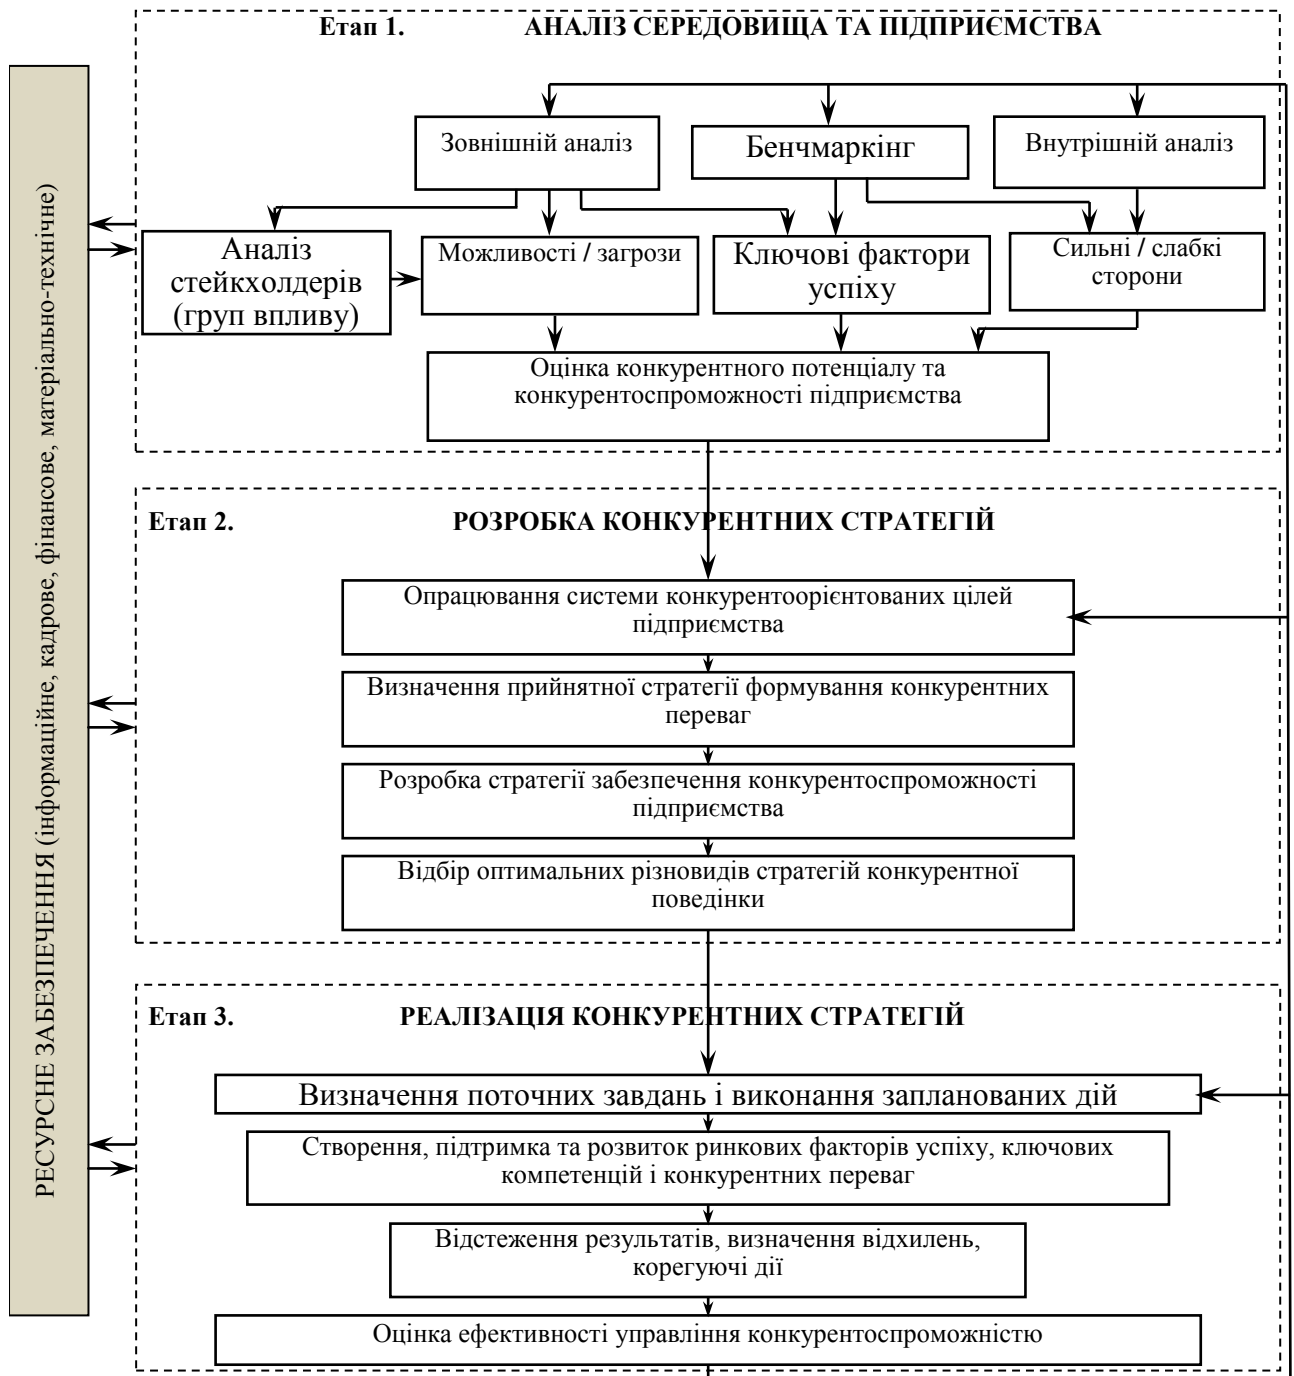 Етап 1. АНАЛІЗ СЕРЕДОВИЩА ТА ПІДПРИЄМСТВА
РЕСУРСНЕ ЗАБЕЗПЕЧЕННЯ (інформаційне, кадрове, фінансове, матеріально-технічне)
Зовнішній аналіз
Бенчмаркінг
Внутрішній аналіз
Аналіз
стейкхолдерів
(груп впливу)
Можливості / загрози
Ключові фактори
успіху
Сильні / слабкі
сторони
Оцінка конкурентного потенціалу та
конкурентоспроможності підприємства
Етап 2. РОЗРОБКА КОНКУРЕНТНИХ СТРАТЕГІЙ
Опрацювання системи конкурентоорієнтованих цілей
підприємства
Визначення прийнятної стратегії формування конкурентних
переваг
Розробка стратегії забезпечення конкурентоспроможності
підприємства
Відбір оптимальних різновидів стратегій конкурентної
поведінки
Етап 3. РЕАЛІЗАЦІЯ КОНКУРЕНТНИХ СТРАТЕГІЙ
Визначення поточних завдань і виконання запланованих дій
Створення, підтримка та розвиток ринкових факторів успіху, ключових
компетенцій і конкурентних переваг
Відстеження результатів, визначення відхилень,
корегуючі дії
Оцінка ефективності управління конкурентоспроможністю